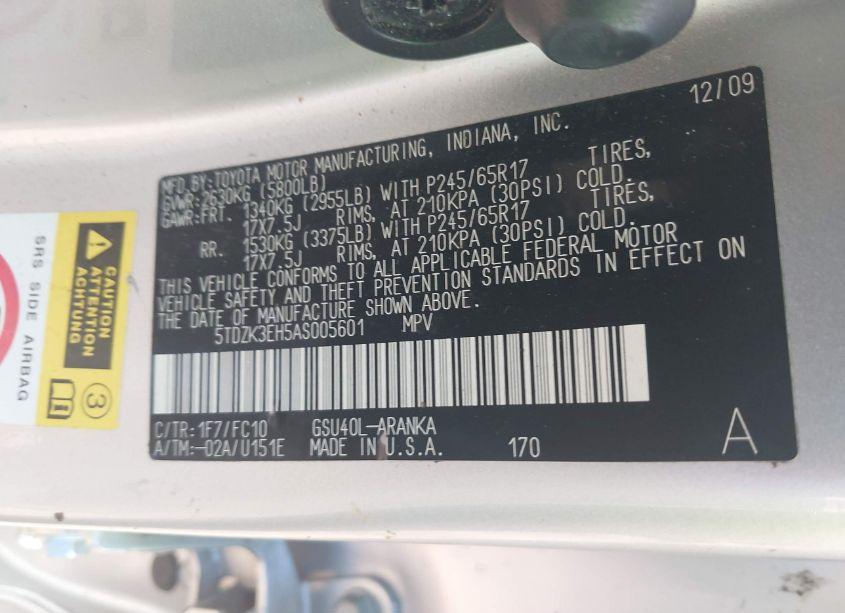 12/09
MFD.BY:TOYOTA MOTOR MANUFACTURING, INDIANA, INC.
GVWR:2630KG (5800LB)
GAWR:FRT. 1340KG (2955LB) WITH P245/65R17 TIRES,
17X7.5J RIMS, AT 210KPA (30PSI) COLD.
RR. 1530KG (3375LB) WITH P245/65R17 TIRES,
17X7.5J RIMS, AT 210KPA (30PSI) COLD.
THIS VEHICLE CONFORMS TO ALL APPLICABLE FEDERAL MOTOR
VEHICLE SAFETY AND THEFT PREVENTION STANDARDS IN EFFECT ON
THE DATE OF MANUFACTURE SHOWN ABOVE.
5TDZK3EH5AS005601 MPV
C/TR:1F7/FC10 GSU40L-ARANKA
A/TM:-02A/U151E MADE IN U.S.A. 170 A
SRS SIDE AIRBAG
CAUTION
ATTENTION
ACHTUNG
3